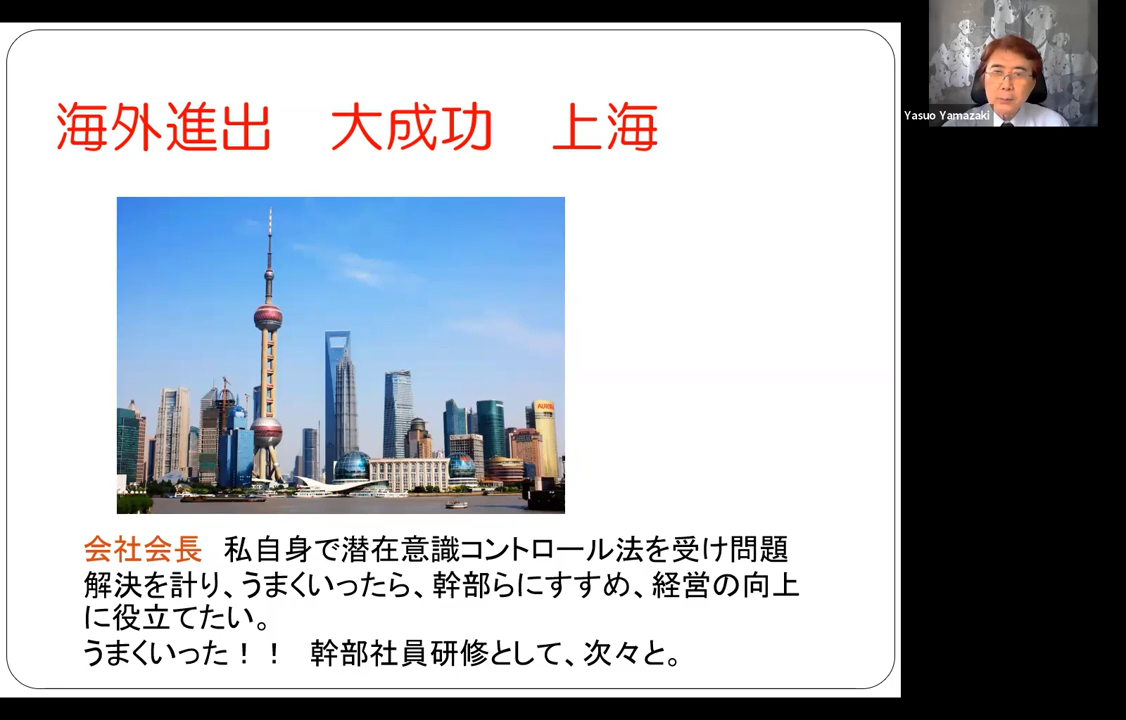 海外進出　大成功　上海
Yasuo Yamazaki
AURORA
会社会長　私自身で潜在意識コントロール法を受け問題
解決を計り、うまくいったら、幹部らにすすめ、経営の向上
に役立てたい。
うまくいった！！　幹部社員研修として、次々と。